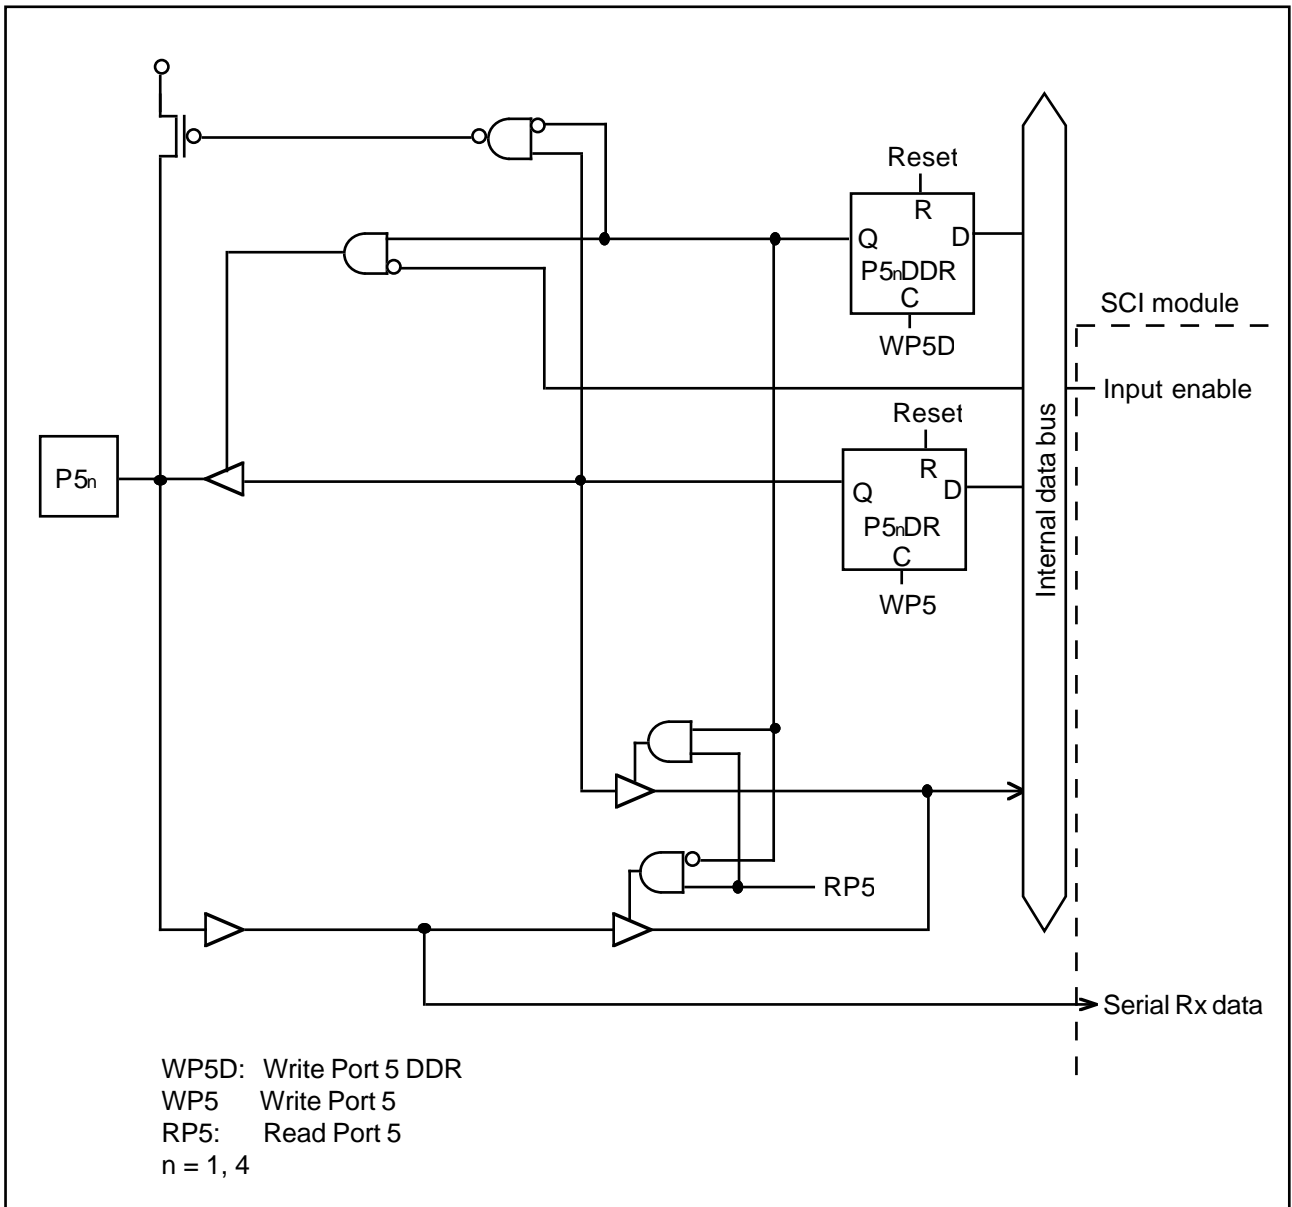 Reset
R
Q
D
P5nDDR
C
WP5D
SCI module
Input enable
Reset
R
Q
D
P5nDR
C
WP5
P5n
Internal data bus
RP5
Serial Rx data
WP5D: Write Port 5 DDR
WP5 Write Port 5
RP5: Read Port 5
n = 1, 4